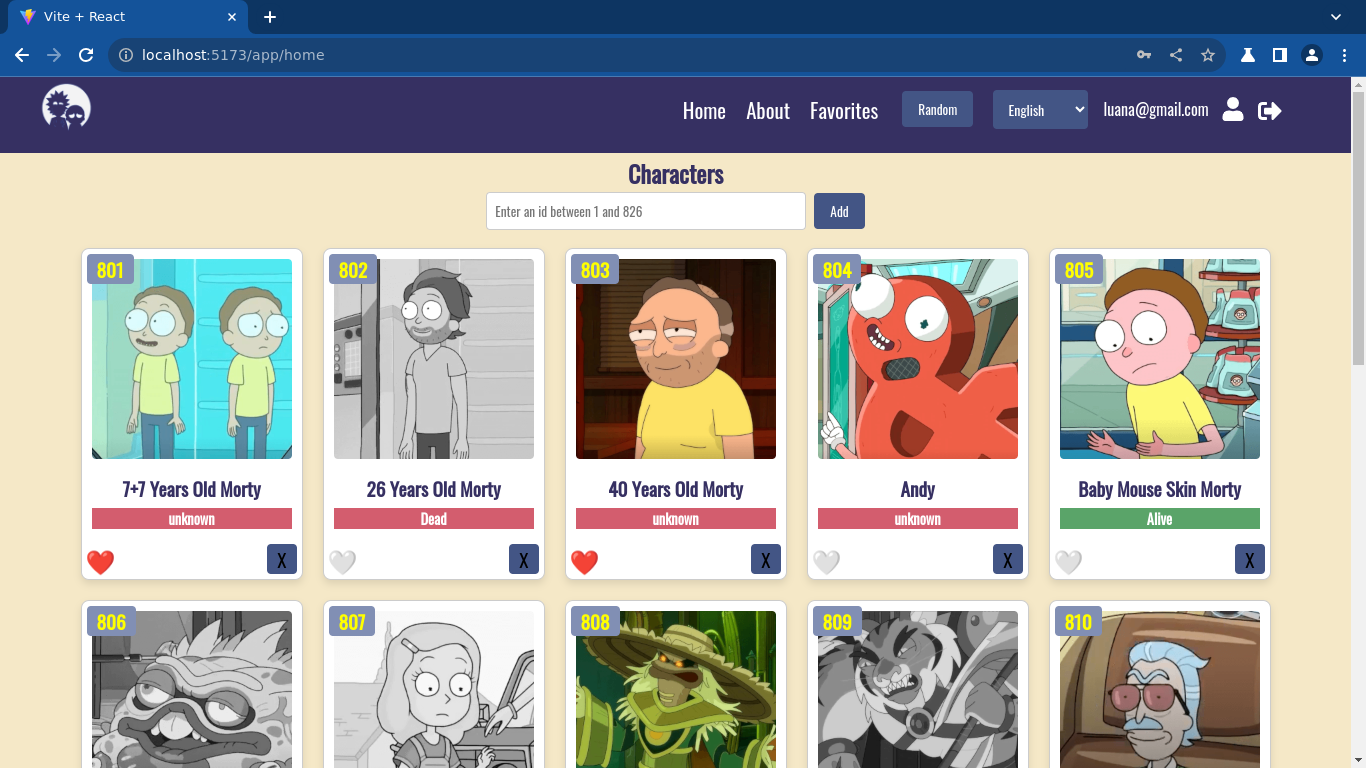 Vite + React
localhost:5173/app/home
Home About Favorites Random English luana@gmail.com
Characters
Enter an id between 1 and 826 Add
801 802 803 804 805
7+7 Years Old Morty 26 Years Old Morty 40 Years Old Morty Andy Baby Mouse Skin Morty
unknown Dead unknown unknown Alive
X X X X X
806 807 808 809 810